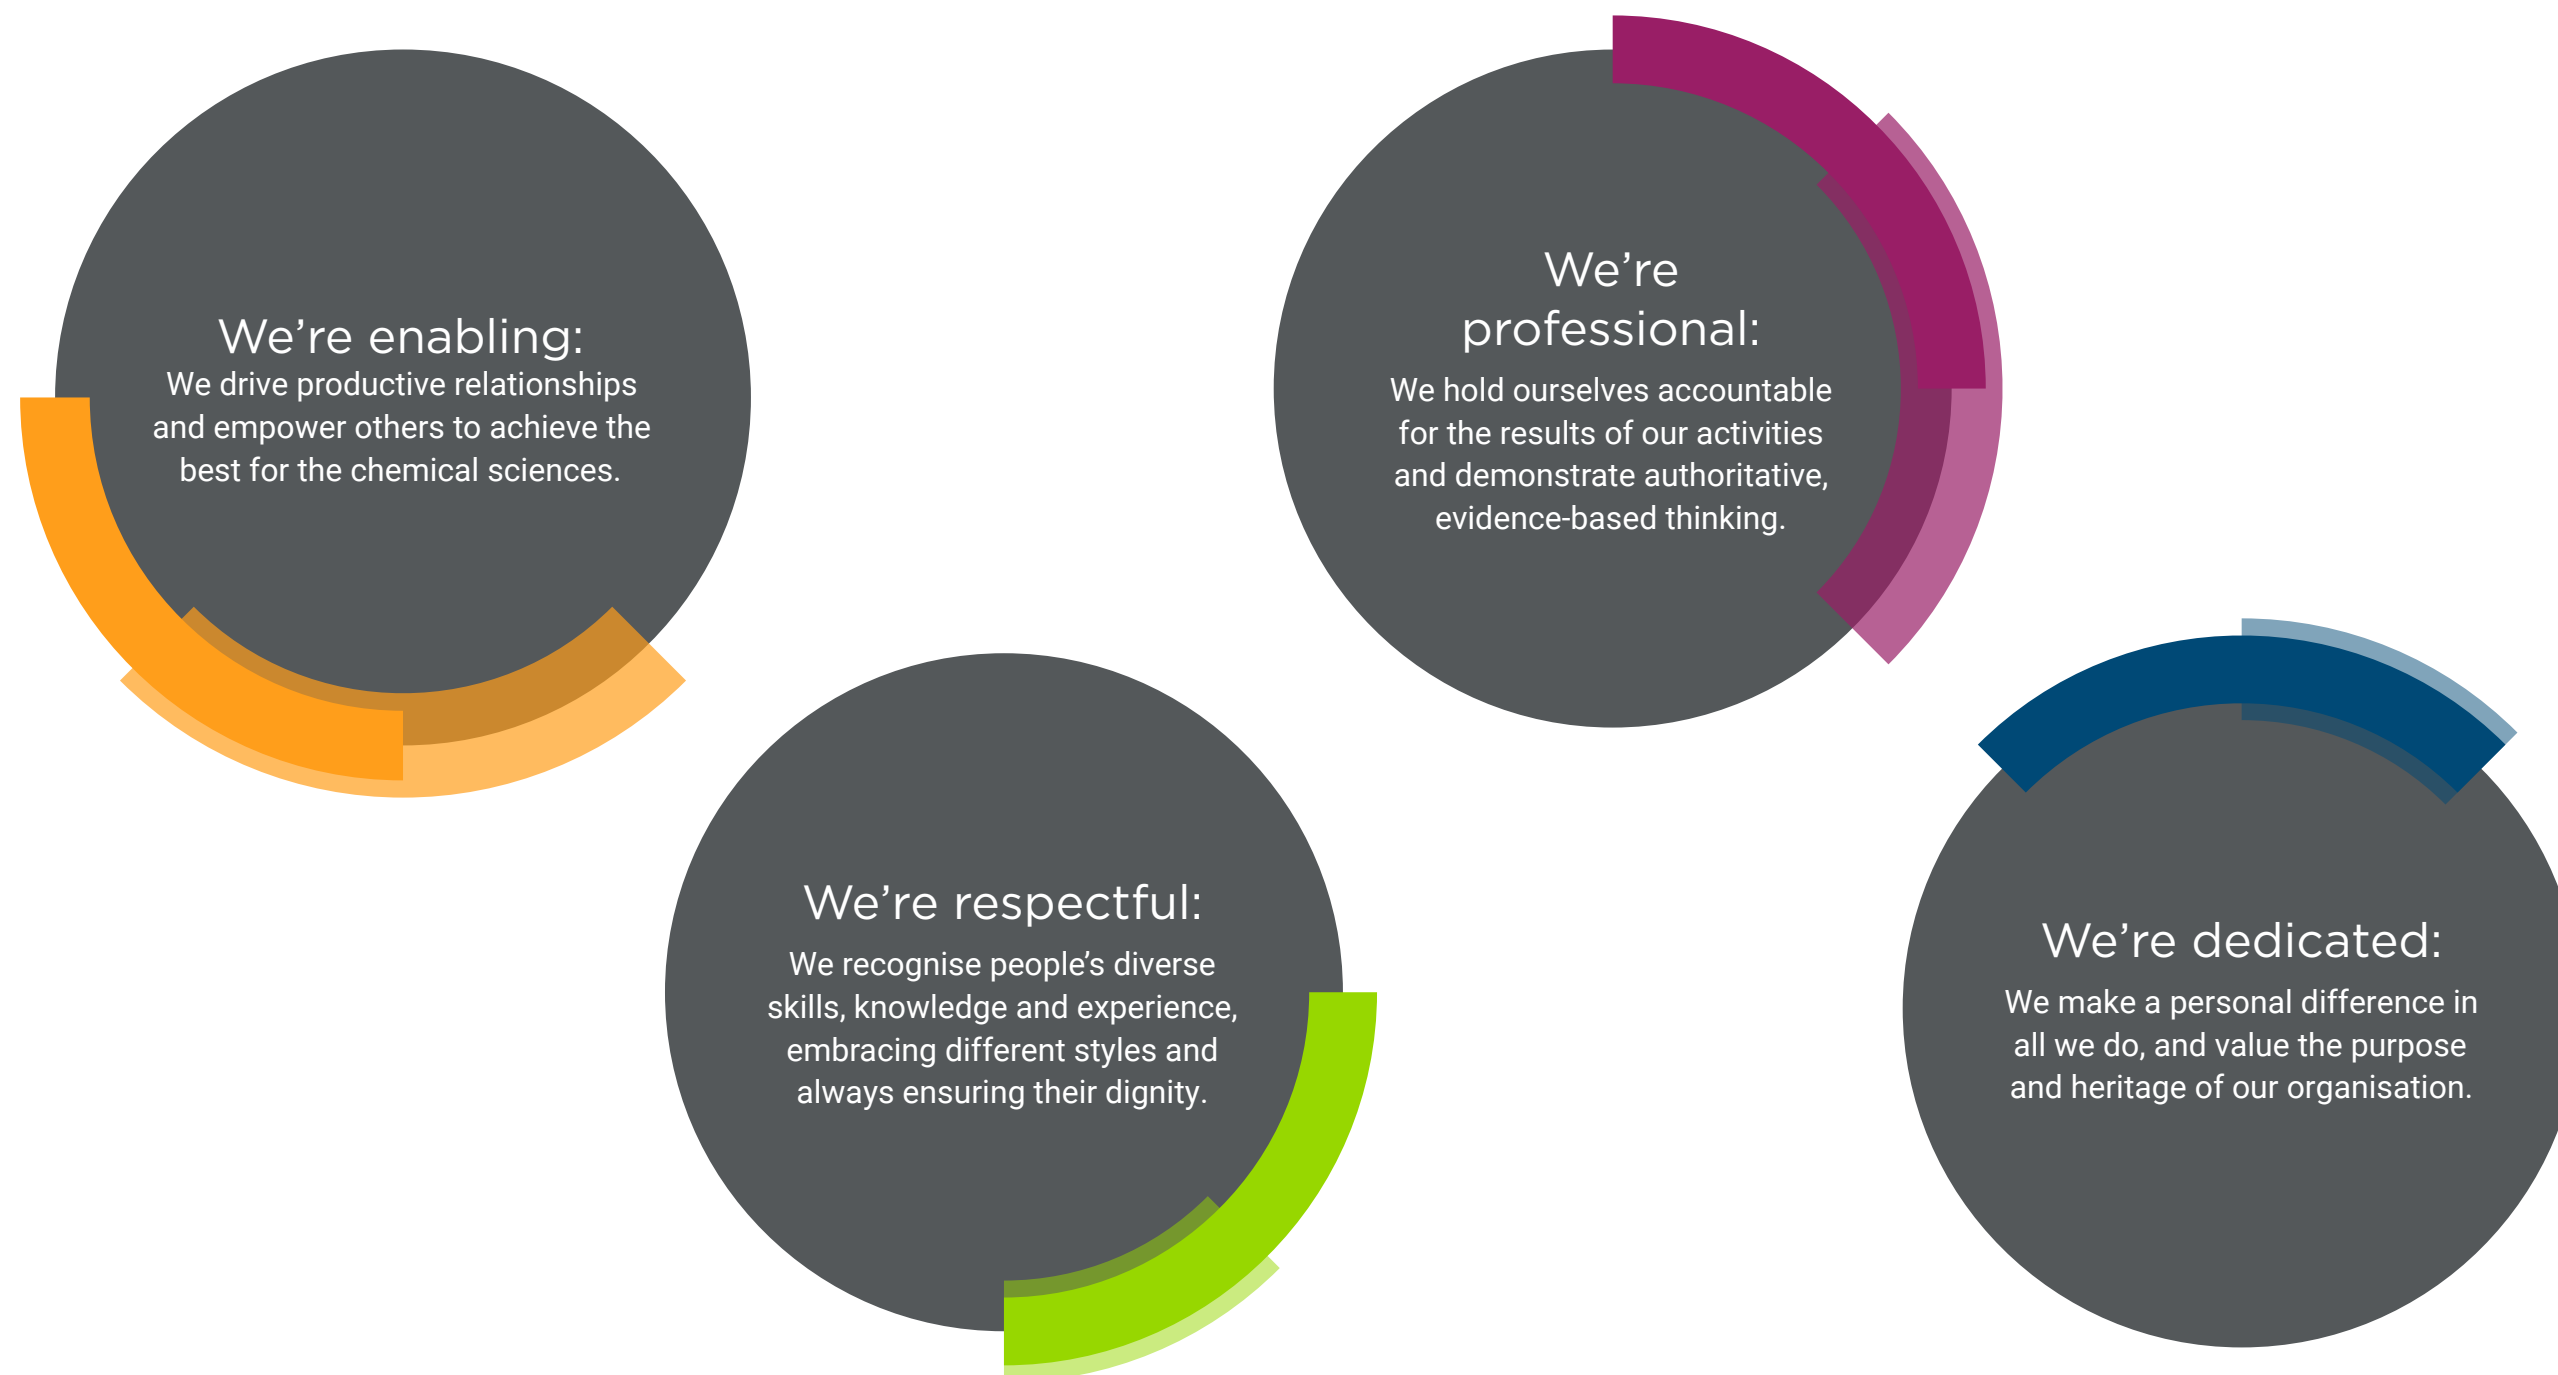 We’re enabling:
We drive productive relationships
and empower others to achieve the
best for the chemical sciences.
We’re respectful:
We recognise people’s diverse
skills, knowledge and experience,
embracing different styles and
always ensuring their dignity.
We’re
professional:
We hold ourselves accountable
for the results of our activities
and demonstrate authoritative,
evidence-based thinking.
We’re dedicated:
We make a personal difference in
all we do, and value the purpose
and heritage of our organisation.